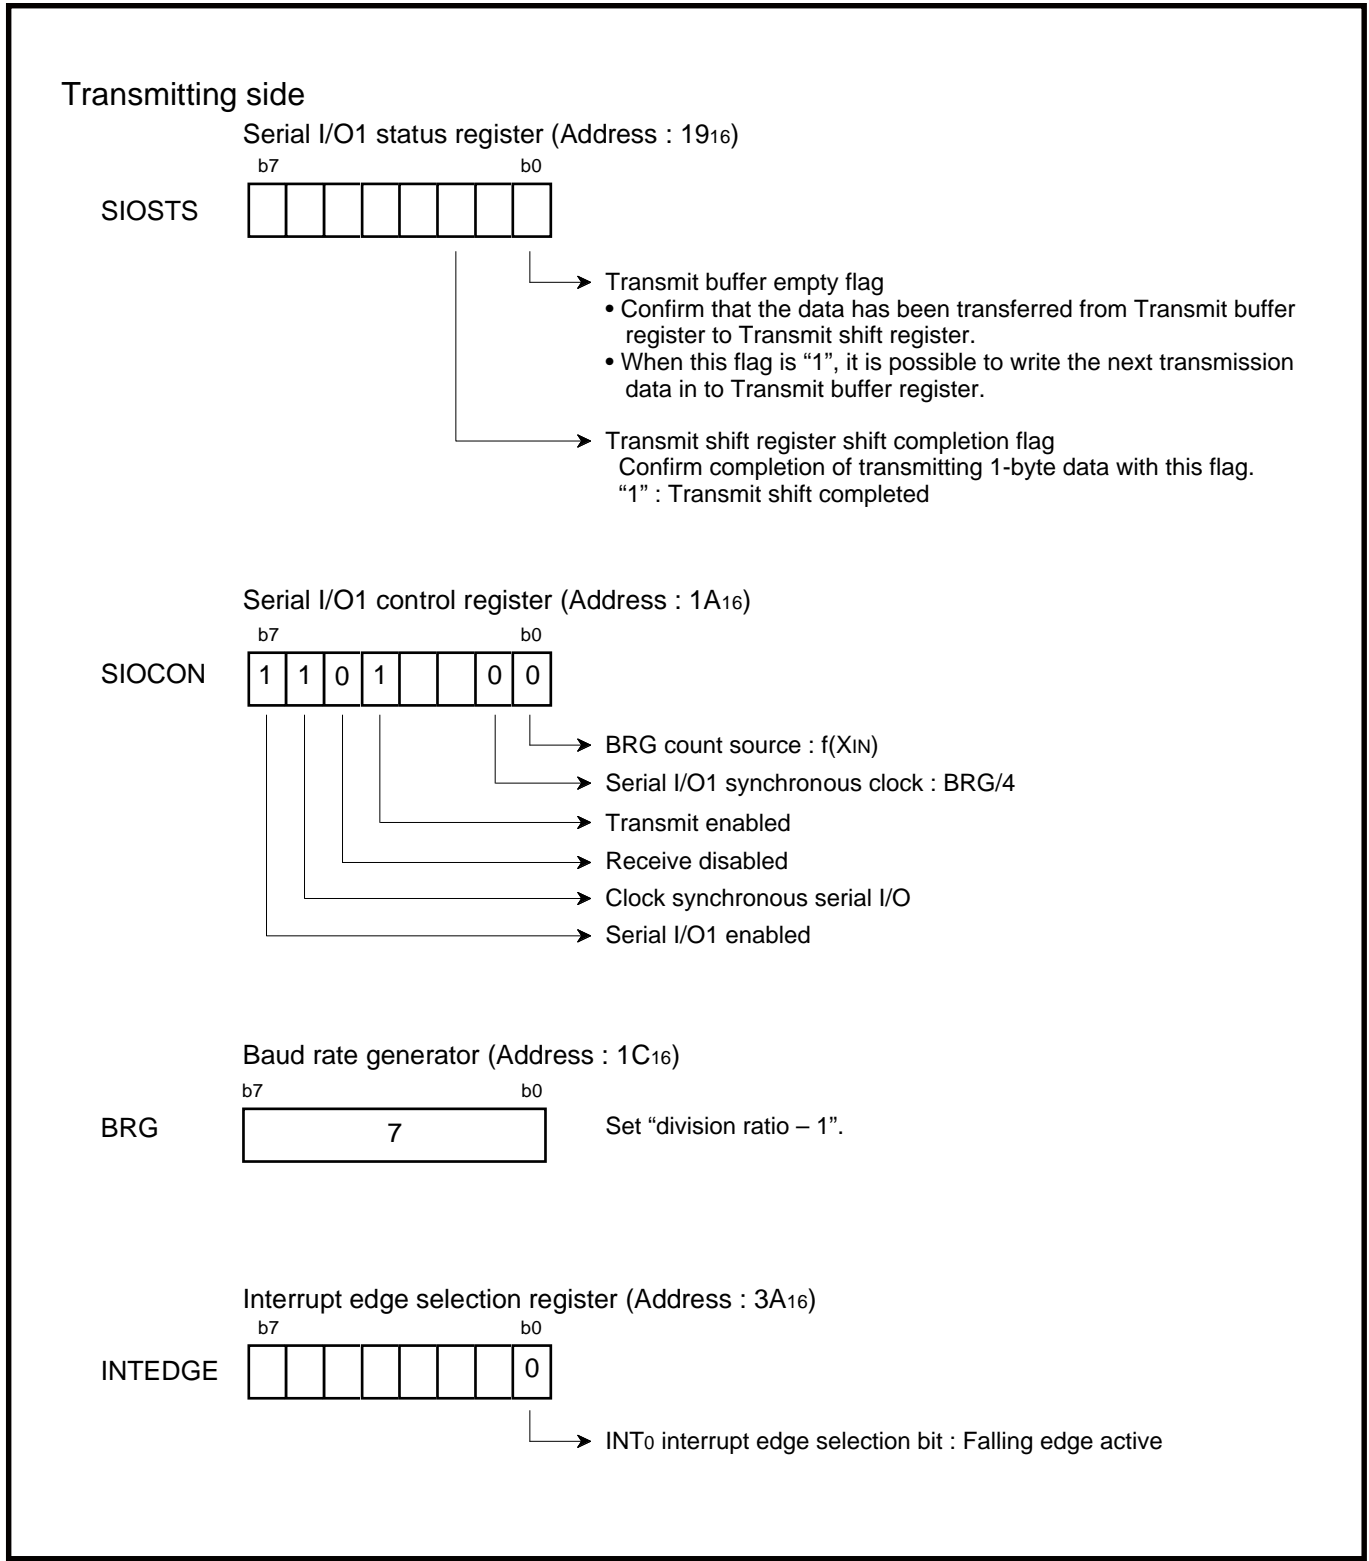 Transmitting side
Serial I/O1 status register (Address : 1916)
b7 b0
SIOSTS
Transmit buffer empty flag
• Confirm that the data has been transferred from Transmit buffer
register to Transmit shift register.
• When this flag is “1”, it is possible to write the next transmission
data in to Transmit buffer register.
Transmit shift register shift completion flag
Confirm completion of transmitting 1-byte data with this flag.
“1” : Transmit shift completed
Serial I/O1 control register (Address : 1A16)
b7 b0
SIOCON 1 1 0 1 0 0
BRG count source : f(XIN)
Serial I/O1 synchronous clock : BRG/4
Transmit enabled
Receive disabled
Clock synchronous serial I/O
Serial I/O1 enabled
Baud rate generator (Address : 1C16)
b7 b0
BRG 7 Set “division ratio – 1”.
Interrupt edge selection register (Address : 3A16)
b7 b0
INTEDGE 0
INT0 interrupt edge selection bit : Falling edge active